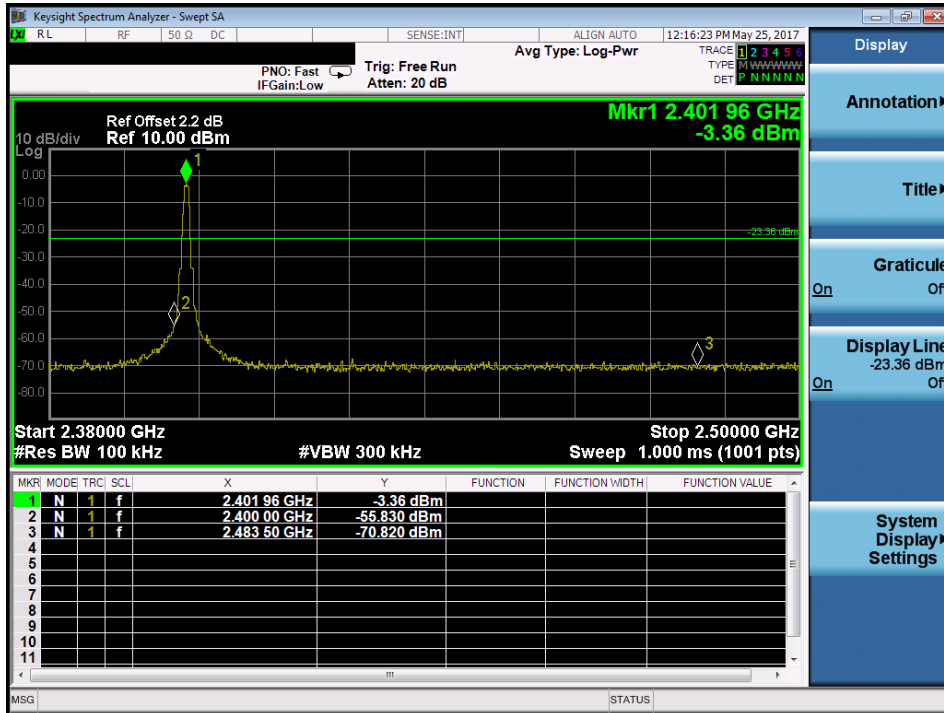 Keysight Spectrum Analyzer - Swept SA
LXI RL RF 50 Ω DC SENSE:INT ALIGN AUTO 12:16:23 PM May 25, 2017
Avg Type: Log-Pwr TRACE 1 2 3 4 5 6
PNO: Fast Trig: Free Run TYPE M WWWWW
IFGain:Low Atten: 20 dB DET P N N N N N
Mkr1 2.401 96 GHz
Ref Offset 2.2 dB
10 dB/div Ref 10.00 dBm -3.36 dBm
Log
1
0.00
-10.0
-20.0
-23.36 dBm
-30.0
-40.0
-50.0
2
-60.0
3
-70.0
-80.0
Start 2.38000 GHz Stop 2.50000 GHz
#Res BW 100 kHz #VBW 300 kHz Sweep 1.000 ms (1001 pts)
MKR MODE TRC SCL X Y FUNCTION FUNCTION WIDTH FUNCTION VALUE
1 N 1 f 2.401 96 GHz -3.36 dBm
2 N 1 f 2.400 00 GHz -55.830 dBm
3 N 1 f 2.483 50 GHz -70.820 dBm
4
5
6
7
8
9
10
11
MSG STATUS
Display
Annotation
Title
Graticule
On Off
Display Line
-23.36 dBm
On Off
System
Display
Settings